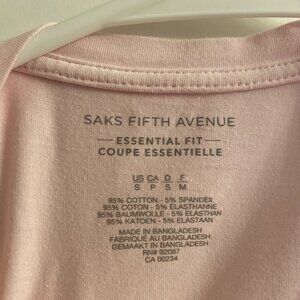 SAKS FIFTH AVENUE
ESSENTIAL FIT
COUPE ESSENTIELLE
US CA D F
S P S M
95% COTTON - 5% SPANDEX
95% COTON - 5% ELASTHANNE
95% BAUMWOLLE - 5% ELASTHAN
95% KATOEN - 5% ELASTAAN
MADE IN BANGLADESH
FABRIQUÉ AU BANGLADESH
GEMAAKT IN BANGLADESH
RN# 92087
CA 00234